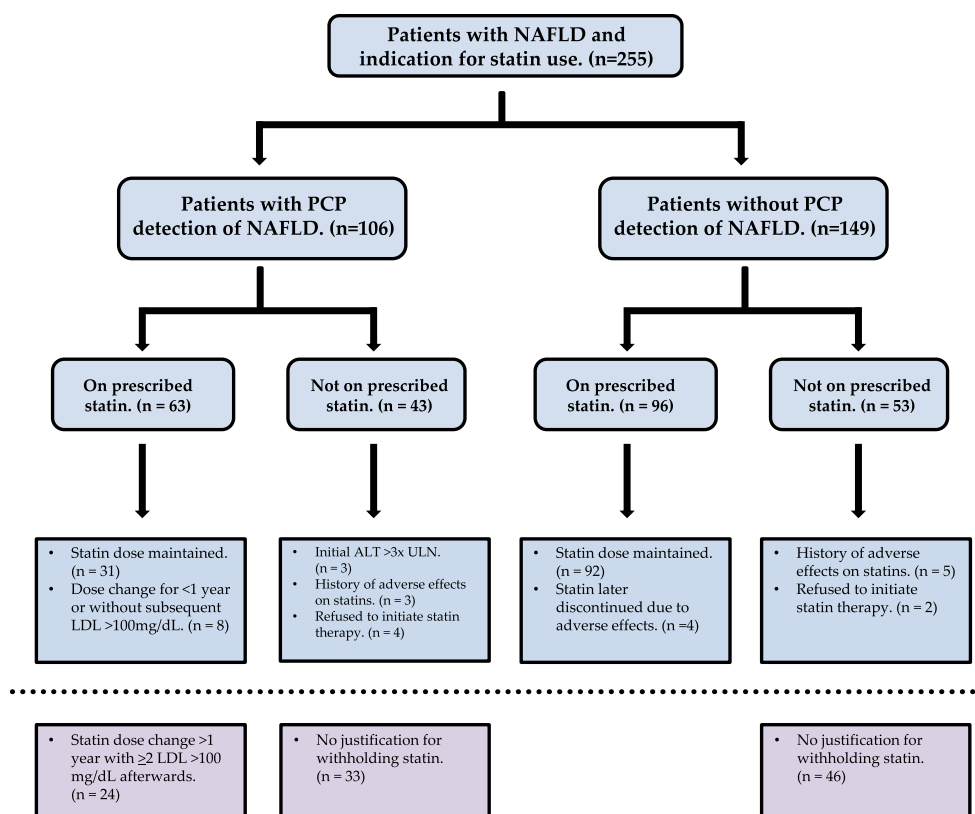 Patients with NAFLD and
indication for statin use. (n=255)
Patients with PCP
detection of NAFLD. (n=106)
Patients without PCP
detection of NAFLD. (n=149)
On prescribed
statin. (n = 63)
Not on prescribed
statin. (n = 43)
On prescribed
statin. (n = 96)
Not on prescribed
statin. (n = 53)
• Statin dose maintained.
(n = 31)
• Dose change for <1 year
or without subsequent
LDL >100mg/dL. (n = 8)
• Initial ALT >3x ULN.
(n = 3)
• History of adverse effects
on statins. (n = 3)
• Refused to initiate statin
therapy. (n = 4)
• Statin dose maintained.
(n = 92)
• Statin later
discontinued due to
adverse effects. (n =4)
• History of adverse
effects on statins. (n = 5)
• Refused to initiate
statin therapy. (n = 2)
• Statin dose change >1
year with ≥2 LDL >100
mg/dL afterwards.
(n = 24)
• No justification for
withholding statin.
(n = 33)
• No justification for
withholding statin.
(n = 46)